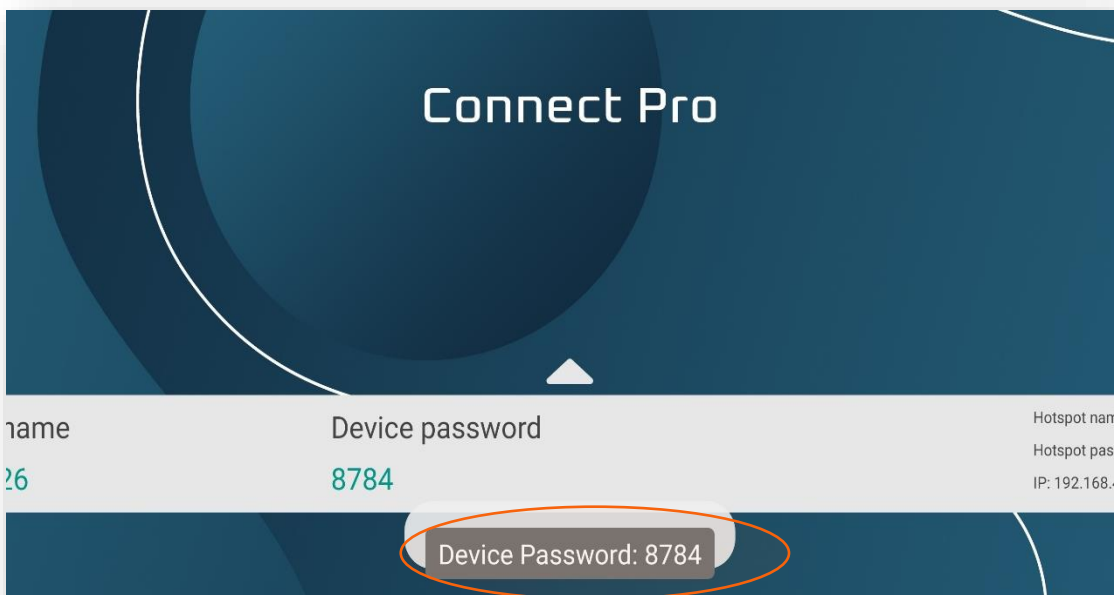 Connect Pro
name
26
Device password
8784
Hotspot nam
Hotspot pas
IP: 192.168.
Device Password: 8784